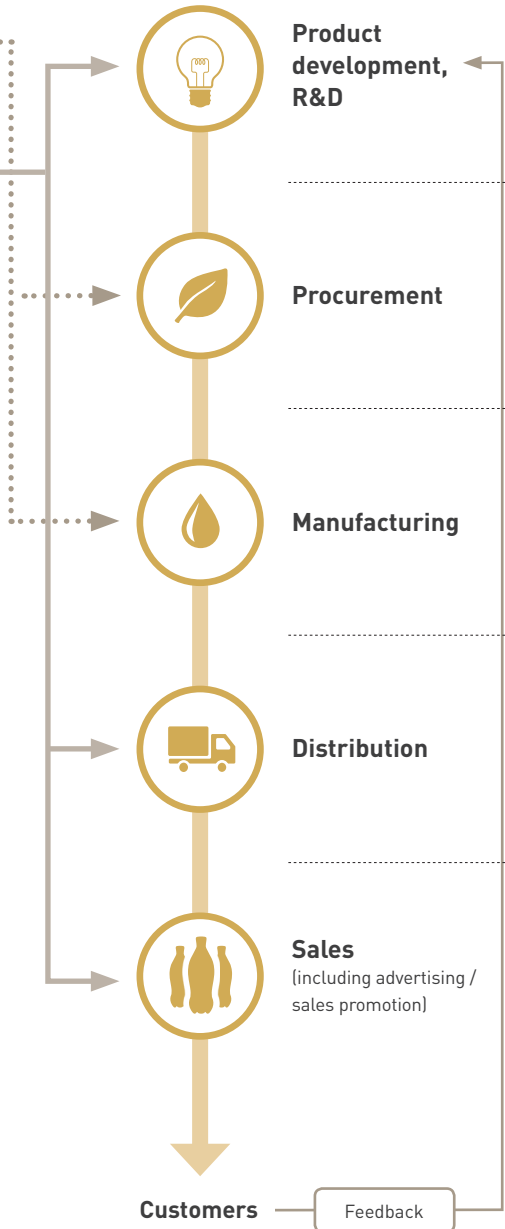 Product
development,
R&D
Procurement
Manufacturing
Distribution
Sales
(including advertising /
sales promotion)
Customers
Feedback